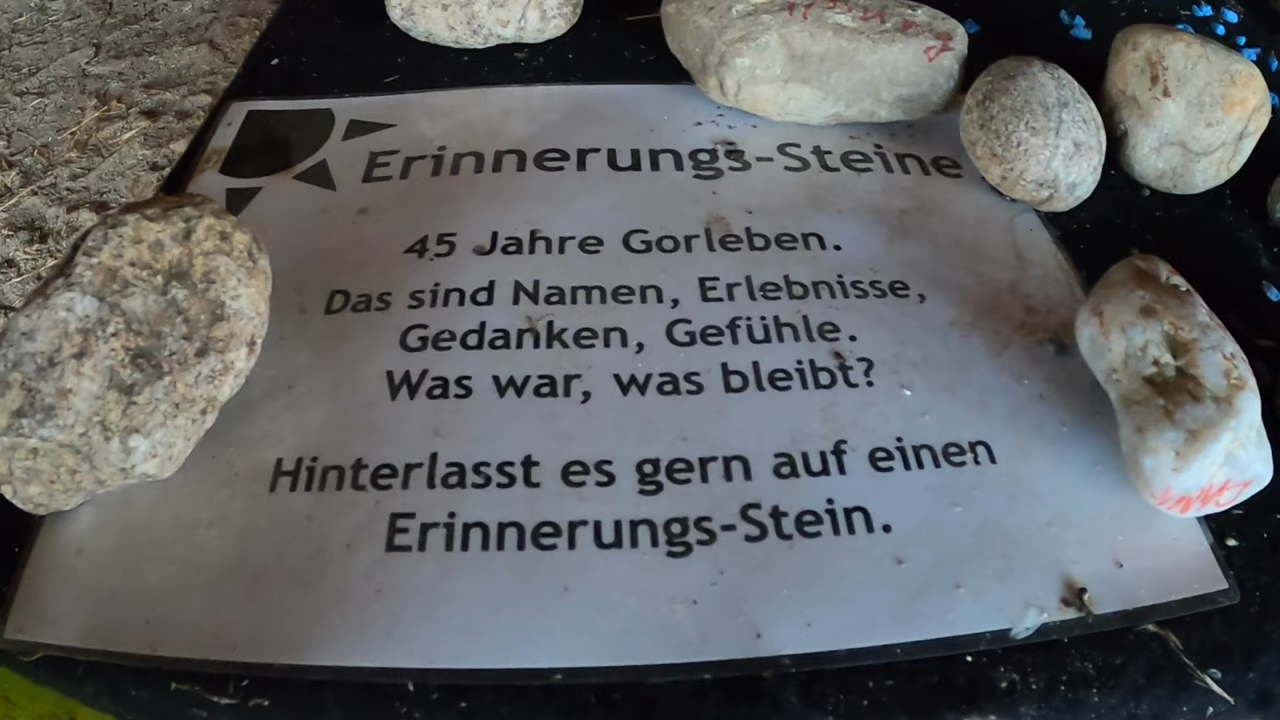 Erinnerungs-Steine
45 Jahre Gorleben.
Das sind Namen, Erlebnisse,
Gedanken, Gefühle.
Was war, was bleibt?
Hinterlasst es gern auf einen
Erinnerungs-Stein.